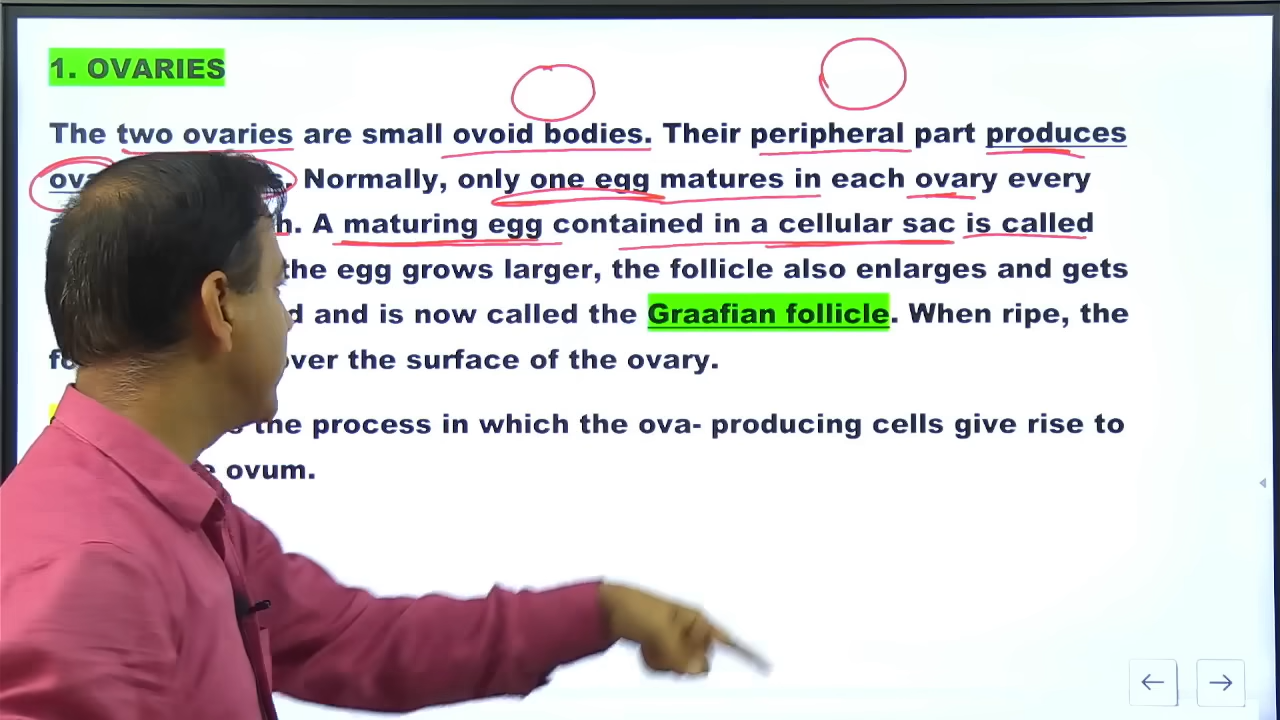 1. OVARIES
The two ovaries are small ovoid bodies. Their peripheral part produces
Normally, only one egg matures in each ovary every
A maturing egg contained in a cellular sac is called
the egg grows larger, the follicle also enlarges and gets
and is now called the Graafian follicle. When ripe, the
over the surface of the ovary.
the process in which the ova- producing cells give rise to
ovum.